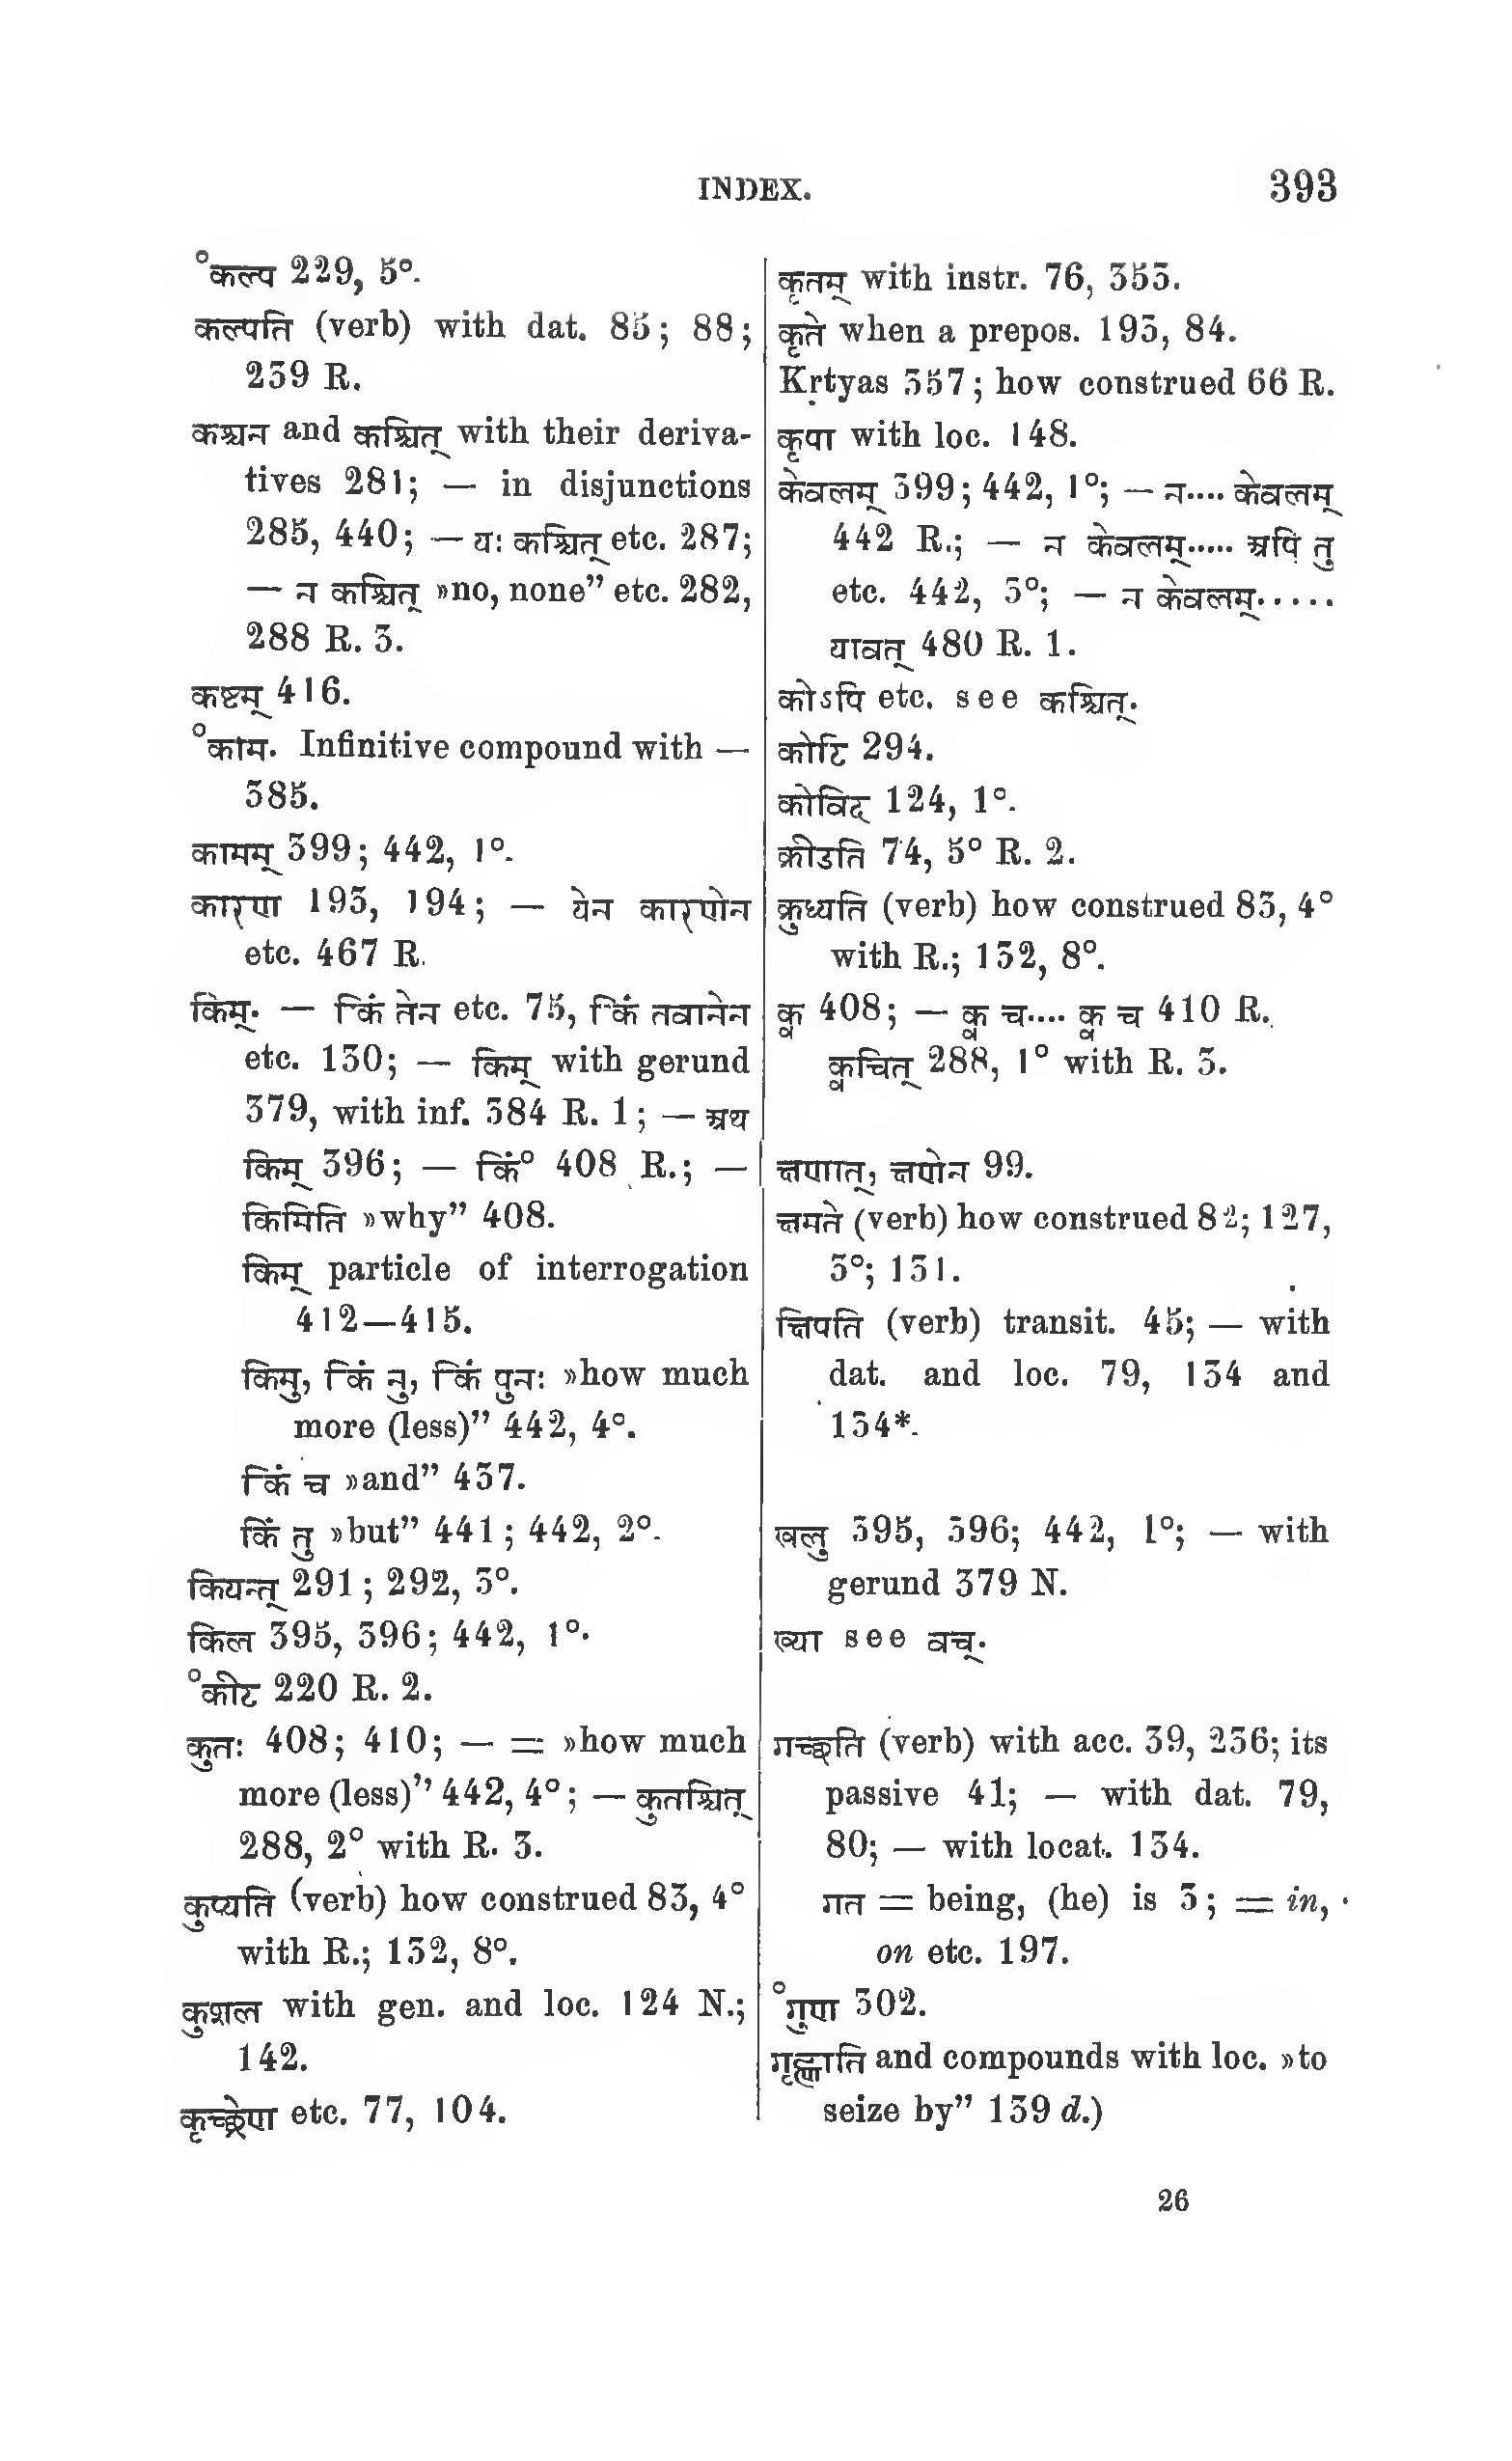 INDEX. 393
°कल्प 229, 5°.
कल्पति (verb) with dat. 85; 88;
239 R.
कश्चन and कश्चित् with their deriva-
tives 281; — in disjunctions
285, 440; — यः कश्चित् etc. 287;
— न कश्चित् »no, none” etc. 282,
288 R. 3.
कष्टम् 416.
°काम. Infinitive compound with —
385.
कामम् 399; 442, 1°.
कारण 193, 194; — येन कारणेन
etc. 467 R.
किम्. — किं तेन etc. 75, किं तवानेन
etc. 130; — किम् with gerund
379, with inf. 384 R. 1; — अथ
किम् 396; — किं° 408 R.; —
किमिति »why” 408.
किम् particle of interrogation
412—415.
किमु, किं नु, किं पुनः »how much
more (less)” 442, 4°.
किं च »and” 437.
किं तु »but” 441; 442, 2°.
कियन्त् 291; 292, 3°.
किल 395, 396; 442, 1°.
°कीट 220 R. 2.
कुतः 408; 410; — = »how much
more (less)” 442, 4°; — कुतश्चित्
288, 2° with R. 3.
कुप्यति (verb) how construed 83, 4°
with R.; 132, 8°.
कुशल with gen. and loc. 124 N.;
142.
कृच्छ्रेण etc. 77, 104.
कृतम् with instr. 76, 353.
कृते when a prepos. 193, 84.
Kṛtyas 357; how construed 66 R.
कृपा with loc. 148.
केवलम् 399; 442, 1°; — न.... केवलम्
442 R.; — न केवलम्..... अपि तु
etc. 442, 3°; — न केवलम्.....
यावत् 480 R. 1.
कोऽपि etc. see कश्चित्.
कोटि 294.
कोविद 124, 1°.
क्रीडति 74, 5° R. 2.
क्रुध्यति (verb) how construed 83, 4°
with R.; 132, 8°.
क्व 408; — क्व च.... क्व च 410 R.
क्वचित् 288, 1° with R. 3.
क्षणात्, क्षणेन 99.
क्षमते (verb) how construed 82; 127,
3°; 131.
क्षिपति (verb) transit. 45; — with
dat. and loc. 79, 134 and
134*.
खलु 395, 396; 442, 1°; — with
gerund 379 N.
ख्या see वच्.
गच्छति (verb) with acc. 39, 236; its
passive 41; — with dat. 79,
80; — with locat. 134.
गत = being, (he) is 3; = in,
on etc. 197.
°गुण 302.
गृह्णाति and compounds with loc. »to
seize by” 139 d.)
26